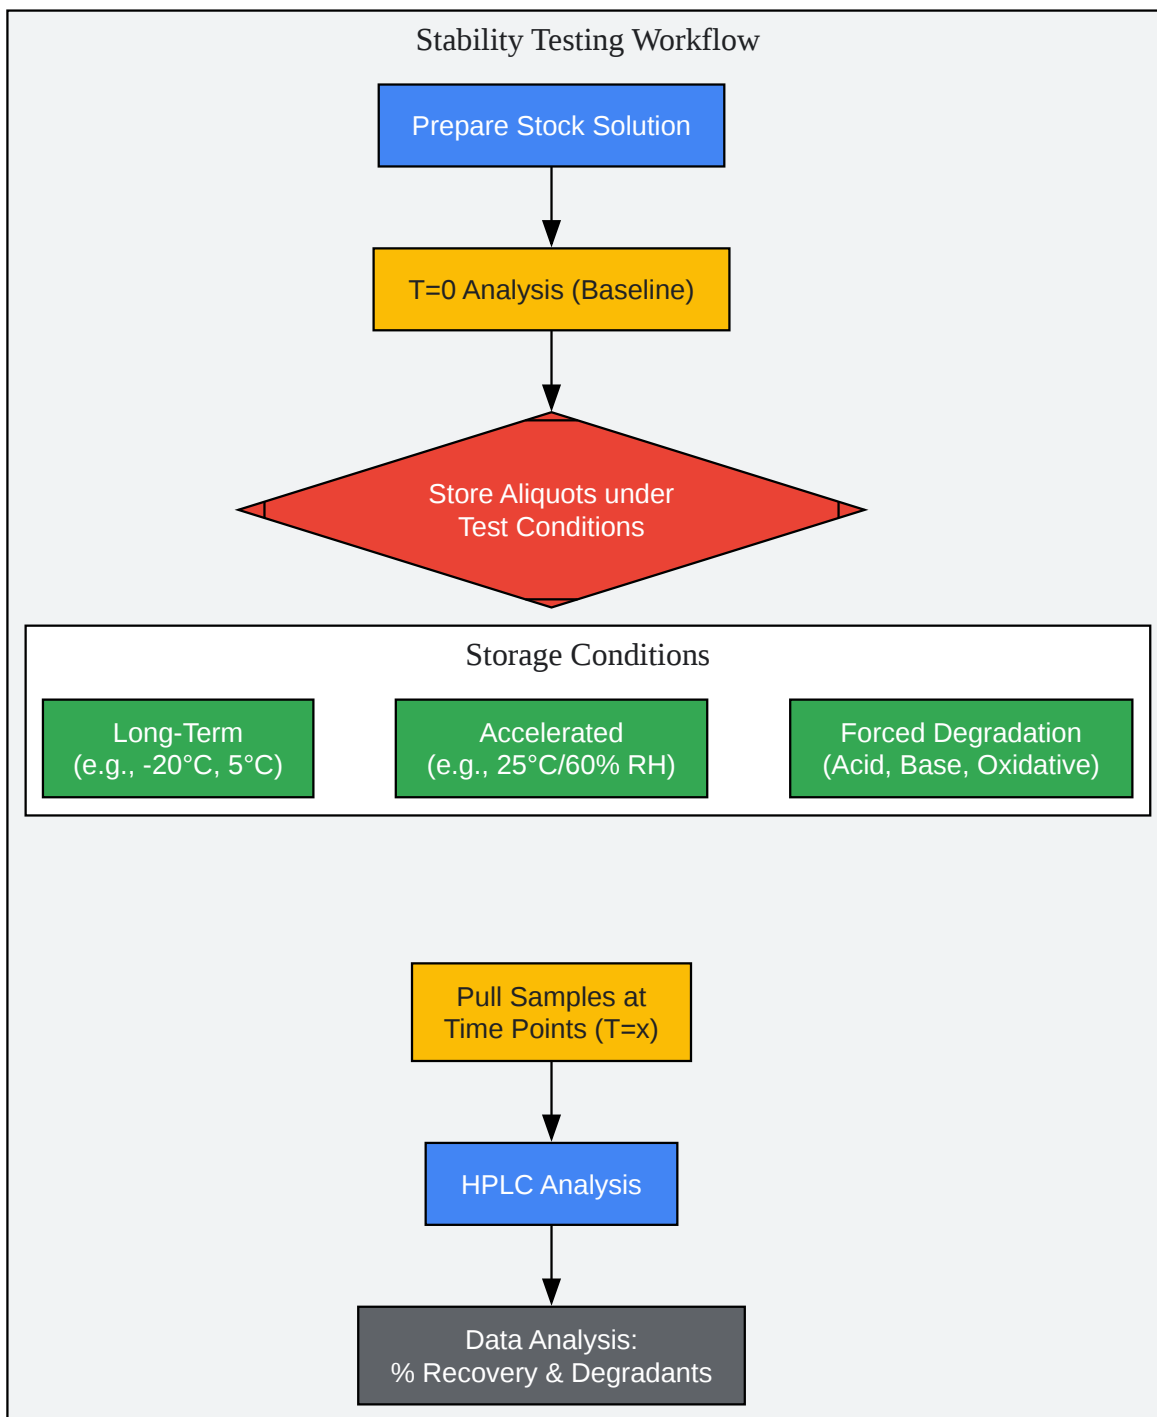 Stability Testing Workflow
Prepare Stock Solution
T=0 Analysis (Baseline)
Store Aliquots under
Test Conditions
Storage Conditions
Long-Term
(e.g., -20°C, 5°C)
Accelerated
(e.g., 25°C/60% RH)
Forced Degradation
(Acid, Base, Oxidative)
Pull Samples at
Time Points (T=x)
HPLC Analysis
Data Analysis:
% Recovery & Degradants